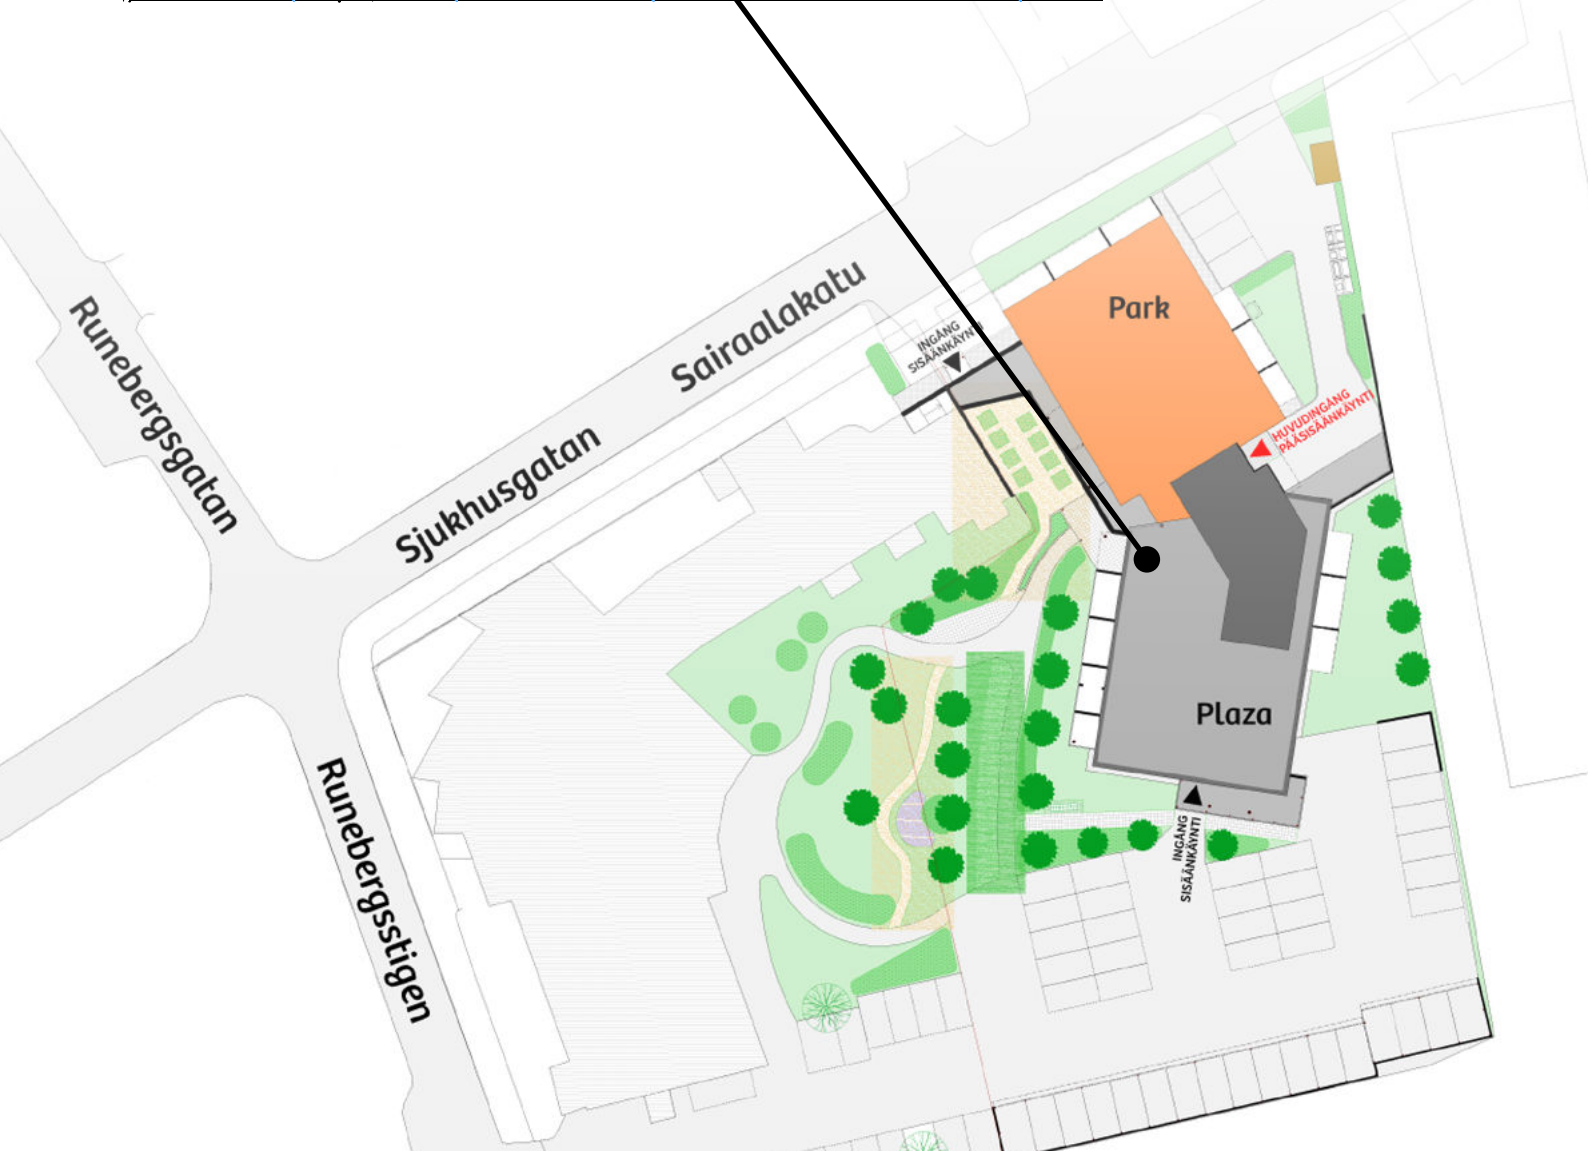 Park
INGÅNG
SISÄÄNKÄYNTI
Sairaalakatu
Runebergsgatan
HUVUDINGÅNG
PÄÄSISÄÄNKÄYNTI
Sjukhusgatan
Plaza
Runebergsstigen
INGÅNG
SISÄÄNKÄYNTI